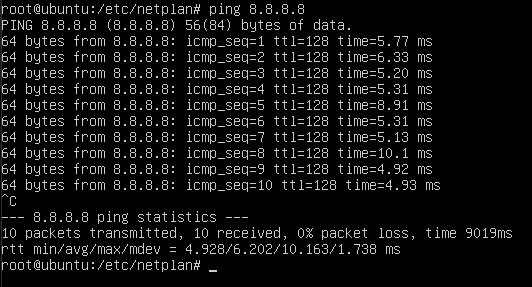 root@ubuntu:/etc/netplan# ping 8.8.8.8
PING 8.8.8.8 (8.8.8.8) 56(84) bytes of data.
64 bytes from 8.8.8.8: icmp_seq=1 ttl=128 time=5.77 ms
64 bytes from 8.8.8.8: icmp_seq=2 ttl=128 time=6.33 ms
64 bytes from 8.8.8.8: icmp_seq=3 ttl=128 time=5.20 ms
64 bytes from 8.8.8.8: icmp_seq=4 ttl=128 time=5.31 ms
64 bytes from 8.8.8.8: icmp_seq=5 ttl=128 time=8.91 ms
64 bytes from 8.8.8.8: icmp_seq=6 ttl=128 time=5.31 ms
64 bytes from 8.8.8.8: icmp_seq=7 ttl=128 time=5.13 ms
64 bytes from 8.8.8.8: icmp_seq=8 ttl=128 time=10.1 ms
64 bytes from 8.8.8.8: icmp_seq=9 ttl=128 time=4.92 ms
64 bytes from 8.8.8.8: icmp_seq=10 ttl=128 time=4.93 ms
^C
--- 8.8.8.8 ping statistics ---
10 packets transmitted, 10 received, 0% packet loss, time 9019ms
rtt min/avg/max/mdev = 4.928/6.202/10.163/1.738 ms
root@ubuntu:/etc/netplan# _